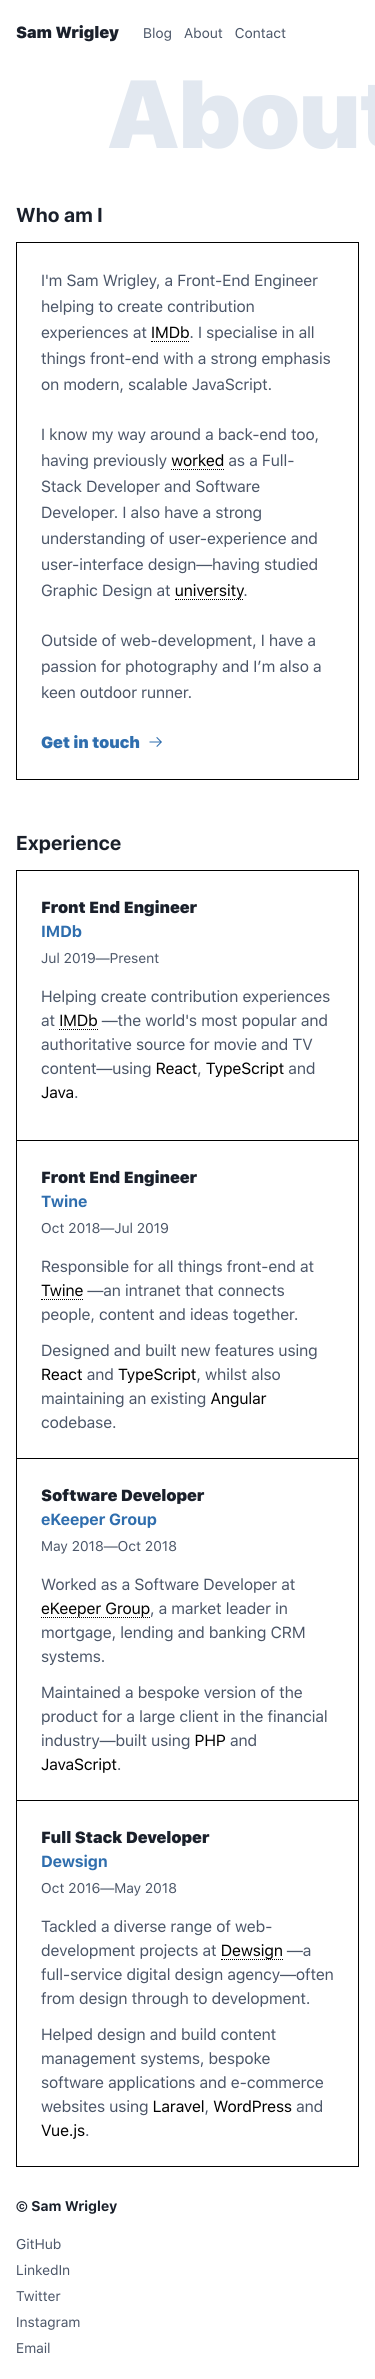 Sam Wrigley Blog About Contact
About
Who am I
I'm Sam Wrigley, a Front-End Engineer
helping to create contribution
experiences at IMDb. I specialise in all
things front-end with a strong emphasis
on modern, scalable JavaScript.
I know my way around a back-end too,
having previously worked as a Full-
Stack Developer and Software
Developer. I also have a strong
understanding of user-experience and
user-interface design—having studied
Graphic Design at university.
Outside of web-development, I have a
passion for photography and I’m also a
keen outdoor runner.
Get in touch →
Experience
Front End Engineer
IMDb
Jul 2019—Present
Helping create contribution experiences
at IMDb —the world's most popular and
authoritative source for movie and TV
content—using React, TypeScript and
Java.
Front End Engineer
Twine
Oct 2018—Jul 2019
Responsible for all things front-end at
Twine —an intranet that connects
people, content and ideas together.
Designed and built new features using
React and TypeScript, whilst also
maintaining an existing Angular
codebase.
Software Developer
eKeeper Group
May 2018—Oct 2018
Worked as a Software Developer at
eKeeper Group, a market leader in
mortgage, lending and banking CRM
systems.
Maintained a bespoke version of the
product for a large client in the financial
industry—built using PHP and
JavaScript.
Full Stack Developer
Dewsign
Oct 2016—May 2018
Tackled a diverse range of web-
development projects at Dewsign —a
full-service digital design agency—often
from design through to development.
Helped design and build content
management systems, bespoke
software applications and e-commerce
websites using Laravel, WordPress and
Vue.js.
© Sam Wrigley
GitHub
LinkedIn
Twitter
Instagram
Email